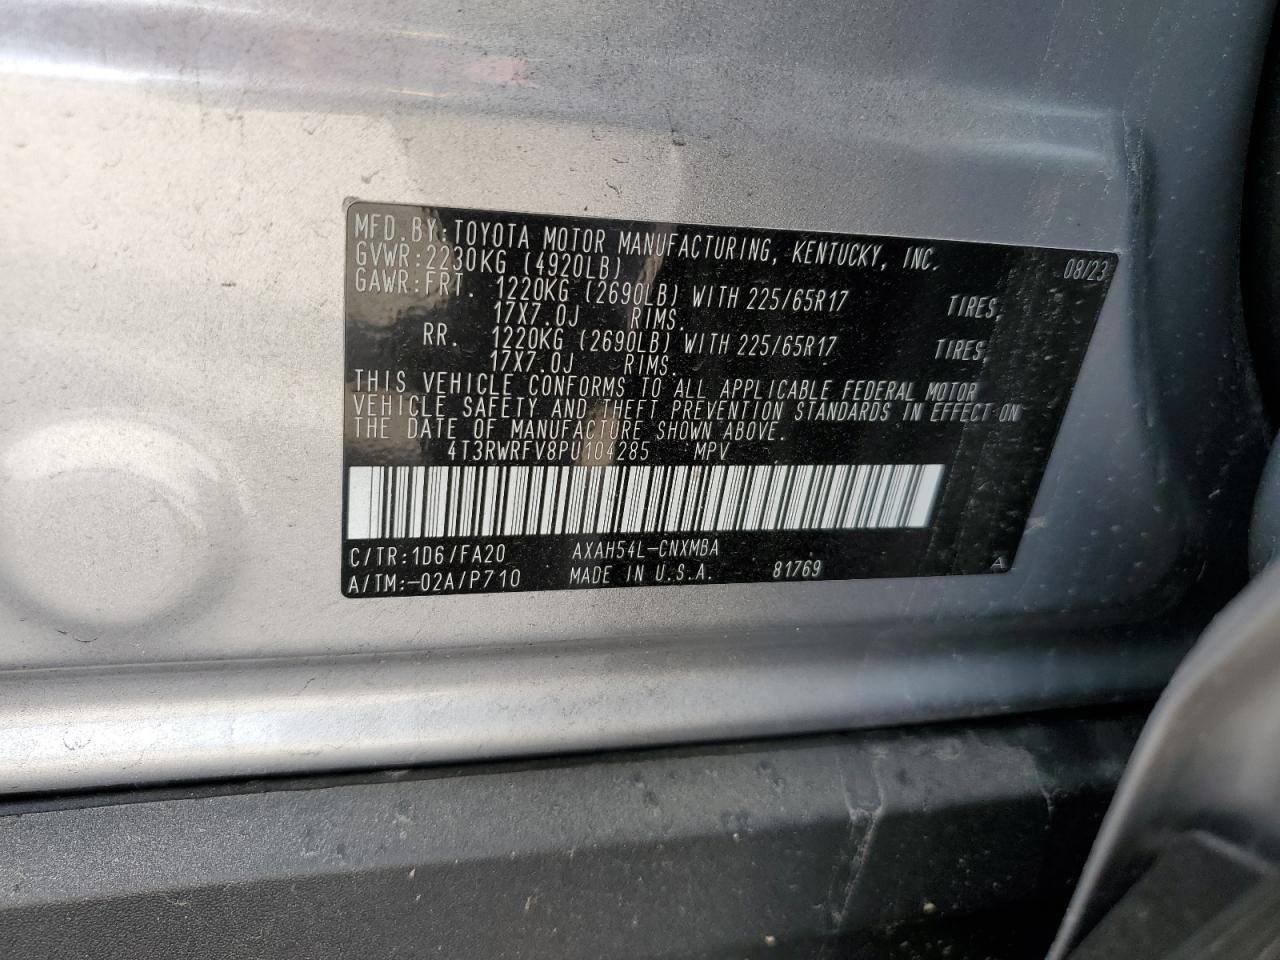 MFD. BY: TOYOTA MOTOR MANUFACTURING, KENTUCKY, INC. 08/23
GVWR: 2230KG (4920LB)
GAWR: FRT. 1220KG (2690LB) WITH 225/65R17 TIRES,
17X7.0J RIMS.
RR. 1220KG (2690LB) WITH 225/65R17 TIRES,
17X7.0J RIMS.
THIS VEHICLE CONFORMS TO ALL APPLICABLE FEDERAL MOTOR
VEHICLE SAFETY AND THEFT PREVENTION STANDARDS IN EFFECT ON
THE DATE OF MANUFACTURE SHOWN ABOVE.
4T3RWRFV8PU104285 MPV
C/TR: 1D6/FA20 AXAH54L-CNXMBA
A/TM: -02A/P710 MADE IN U.S.A. 81769 A